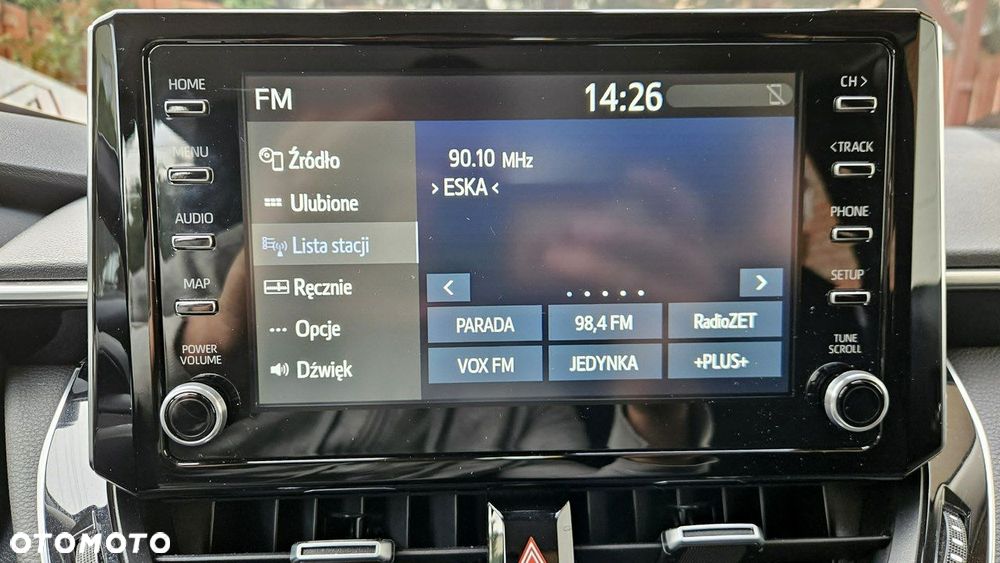 HOME
MENU
AUDIO
MAP
POWER
VOLUME
FM
14:26
Źródło
Ulubione
Lista stacji
Ręcznie
Opcje
Dźwięk
90.10 MHz
› ESKA ‹
PARADA 98,4 FM RadioZET
VOX FM JEDYNKA +PLUS+
CH >
< TRACK
PHONE
SETUP
TUNE
SCROLL
OTOMOTO